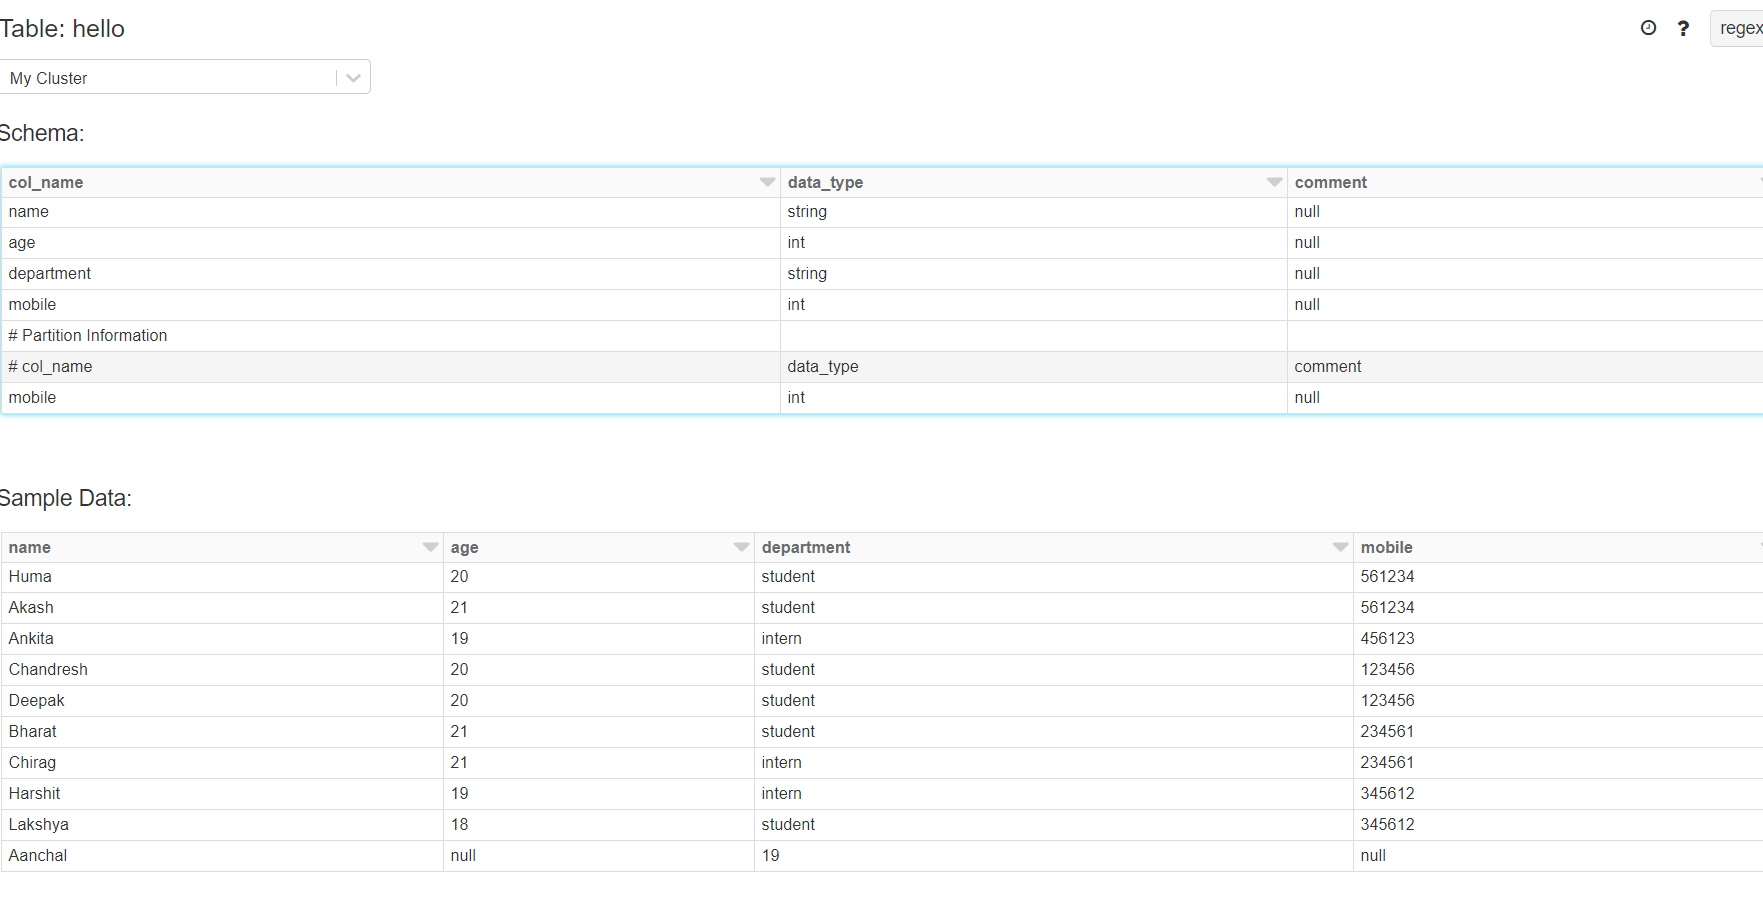 Table: hello
? regex
My Cluster
Schema:
col_name data_type comment
name string null
age int null
department string null
mobile int null
# Partition Information
# col_name data_type comment
mobile int null
Sample Data:
name age department mobile
Huma 20 student 561234
Akash 21 student 561234
Ankita 19 intern 456123
Chandresh 20 student 123456
Deepak 20 student 123456
Bharat 21 student 234561
Chirag 21 intern 234561
Harshit 19 intern 345612
Lakshya 18 student 345612
Aanchal null 19 null